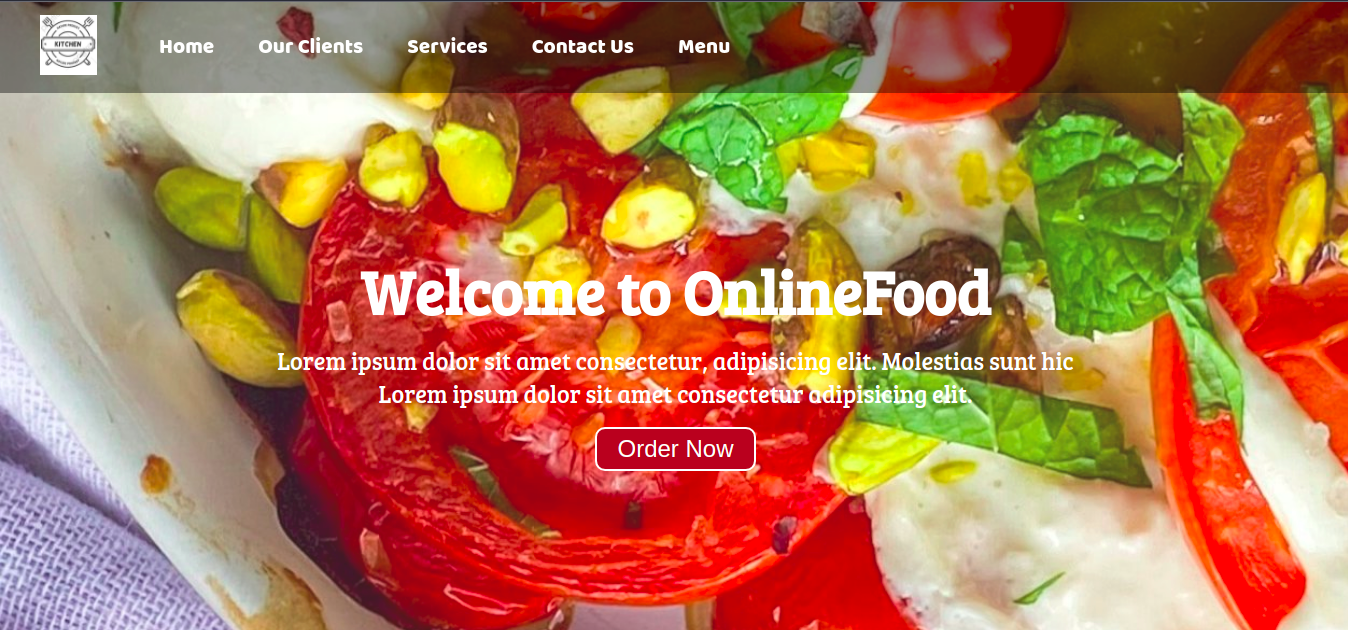 KITCHEN
Home Our Clients Services Contact Us Menu
Welcome to OnlineFood
Lorem ipsum dolor sit amet consectetur, adipisicing elit. Molestias sunt hic
Lorem ipsum dolor sit amet consectetur adipisicing elit.
Order Now